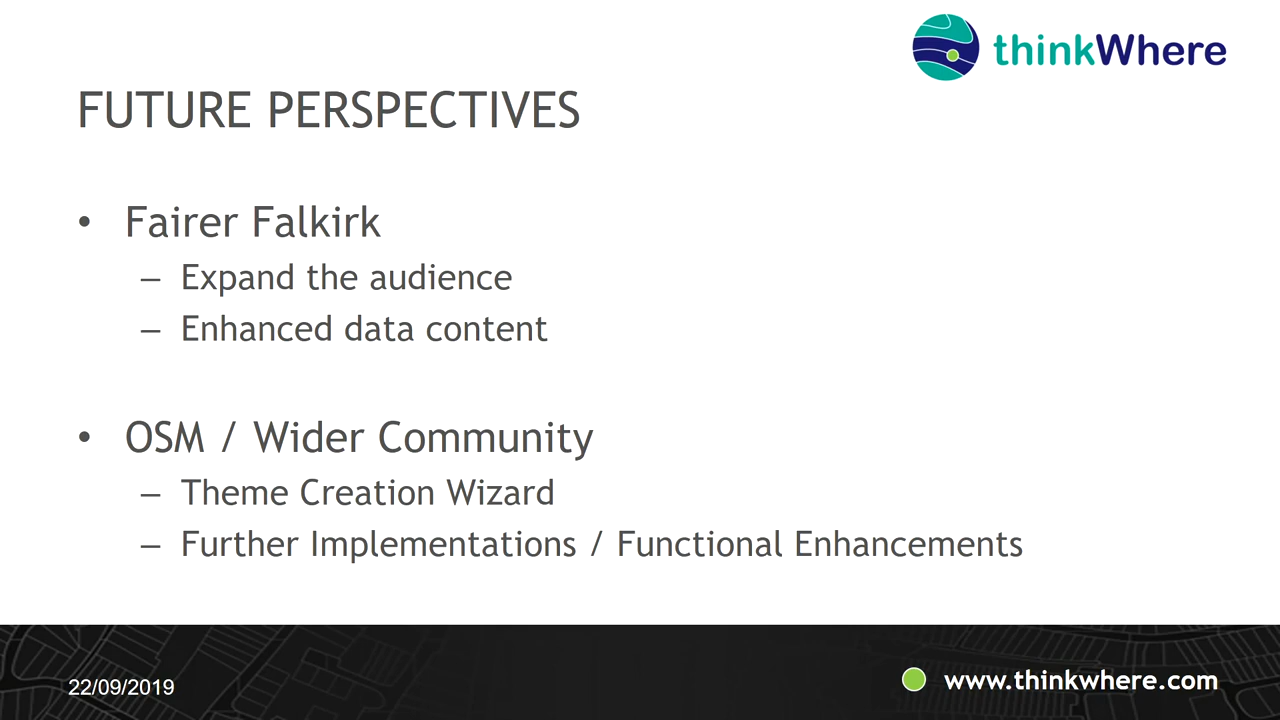 thinkWhere
FUTURE PERSPECTIVES
• Fairer Falkirk
– Expand the audience
– Enhanced data content
• OSM / Wider Community
– Theme Creation Wizard
– Further Implementations / Functional Enhancements
22/09/2019
www.thinkwhere.com